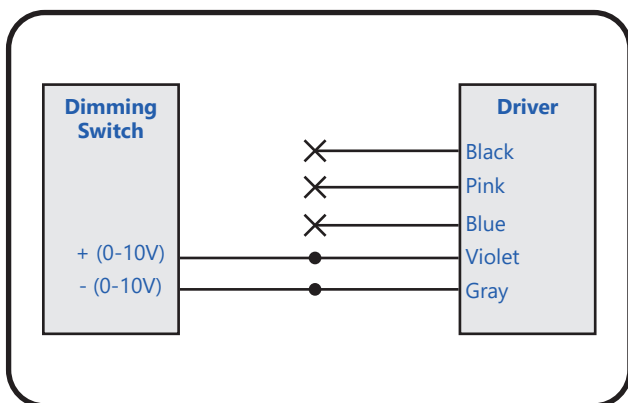 Dimming
Switch
+ (0-10V)
- (0-10V)
Driver
Black
Pink
Blue
Violet
Gray